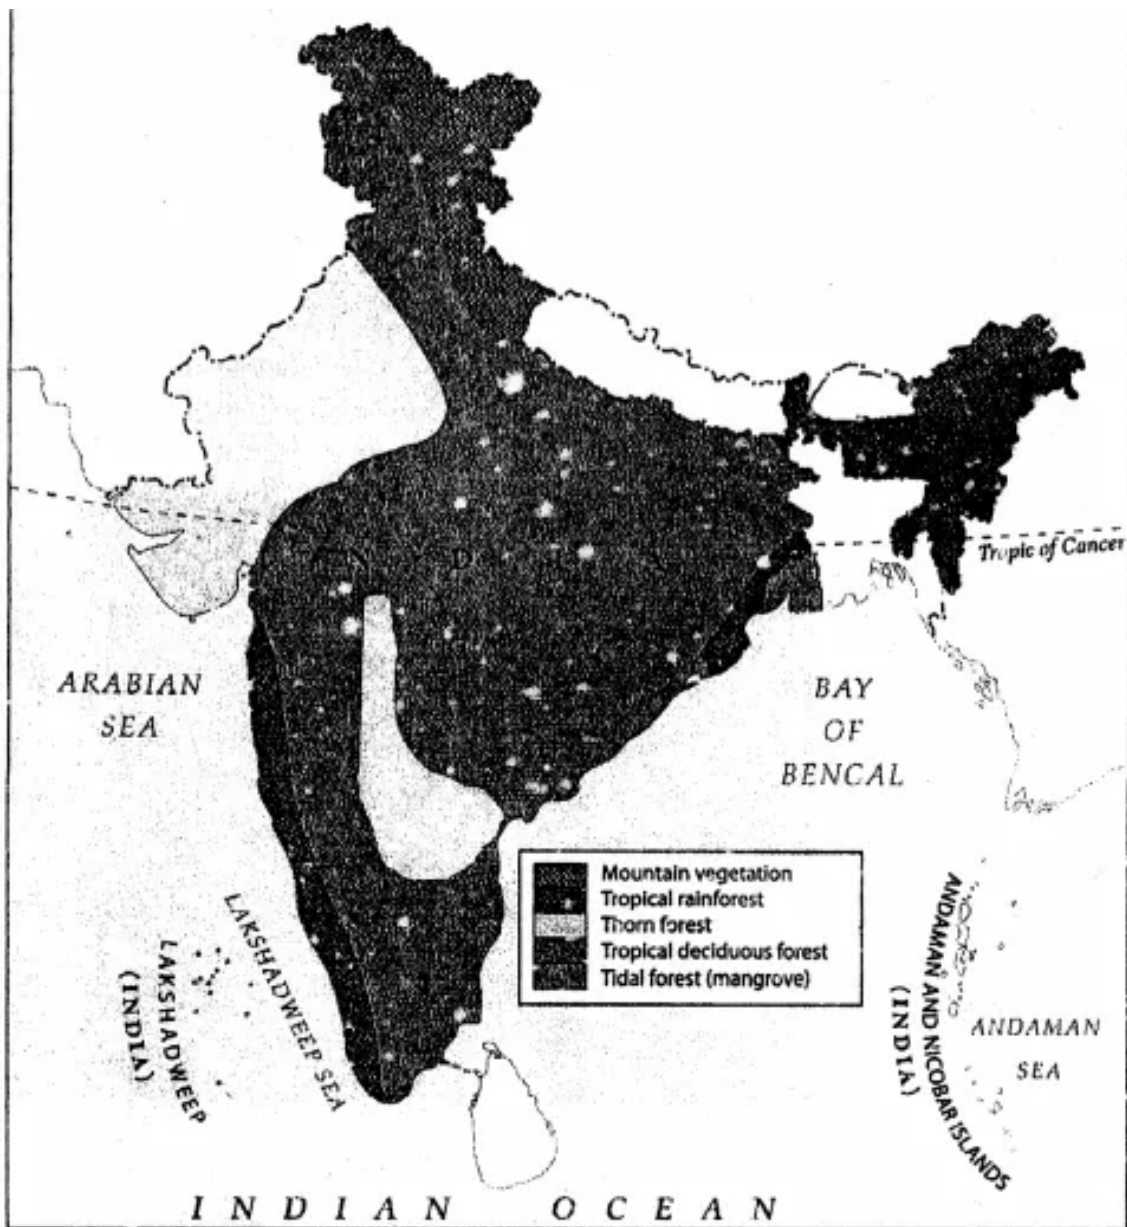 Tropic of Cancer
I N D I A
ARABIAN
SEA
BAY
OF
BENCAL
Mountain vegetation
Tropical rainforest
Thorn forest
Tropical deciduous forest
Tidal forest (mangrove)
LAKSHADWEEP SEA
LAKSHADWEEP
(INDIA)
ANDAMAN AND NICOBAR ISLANDS
(INDIA)
ANDAMAN
SEA
INDIAN OCEAN